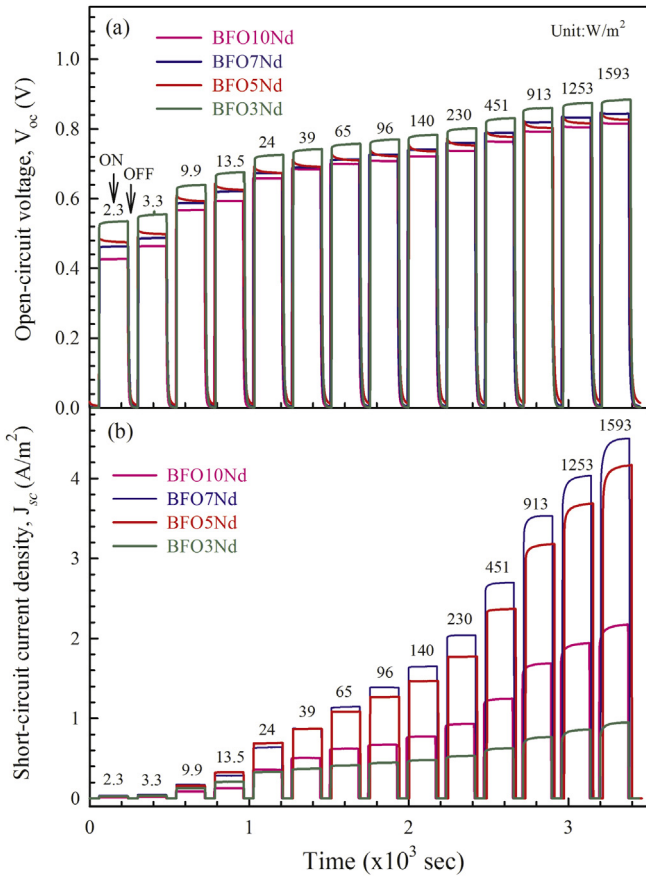 (a)
BFO10Nd
BFO7Nd
BFO5Nd
BFO3Nd
Unit:W/m²
ON
OFF
2.3 3.3 9.9 13.5 24 39 65 96 140 230 451 913 1253 1593
1.0
0.8
0.6
0.4
0.2
0.0
Open-circuit voltage, Voc (V)
(b)
BFO10Nd
BFO7Nd
BFO5Nd
BFO3Nd
2.3 3.3 9.9 13.5 24 39 65 96 140 230 451 913 1253 1593
4
3
2
1
0
Short-circuit current density, Jsc (A/m²)
0 1 2 3
Time (x10³ sec)